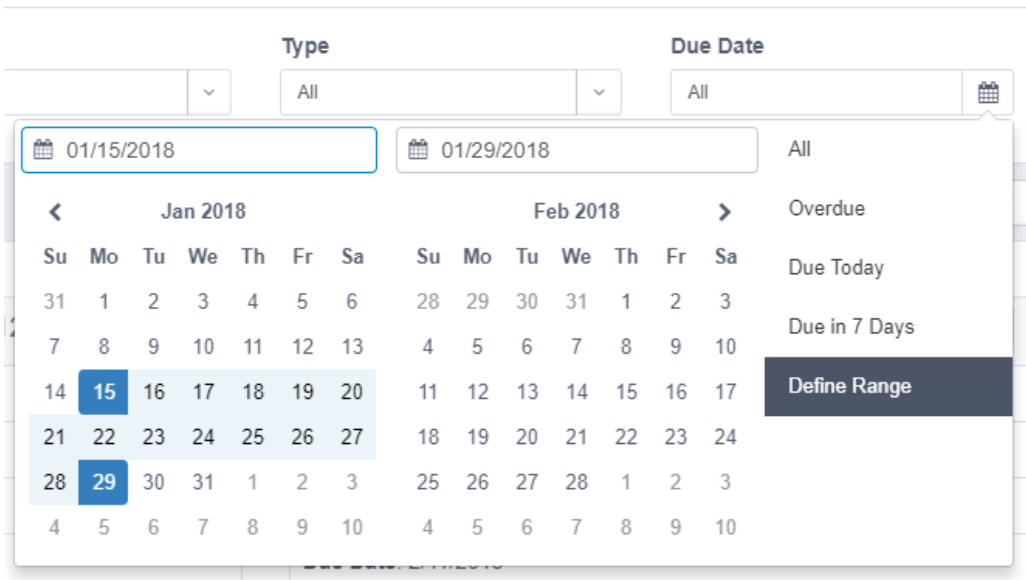 Type Due Date
All All
01/15/2018 01/29/2018 All
Jan 2018 Feb 2018 Overdue
Su Mo Tu We Th Fr Sa Su Mo Tu We Th Fr Sa
Due Today
31 1 2 3 4 5 6 28 29 30 31 1 2 3
Due in 7 Days
7 8 9 10 11 12 13 4 5 6 7 8 9 10
14 15 16 17 18 19 20 11 12 13 14 15 16 17 Define Range
21 22 23 24 25 26 27 18 19 20 21 22 23 24
28 29 30 31 1 2 3 25 26 27 28 1 2 3
4 5 6 7 8 9 10 4 5 6 7 8 9 10